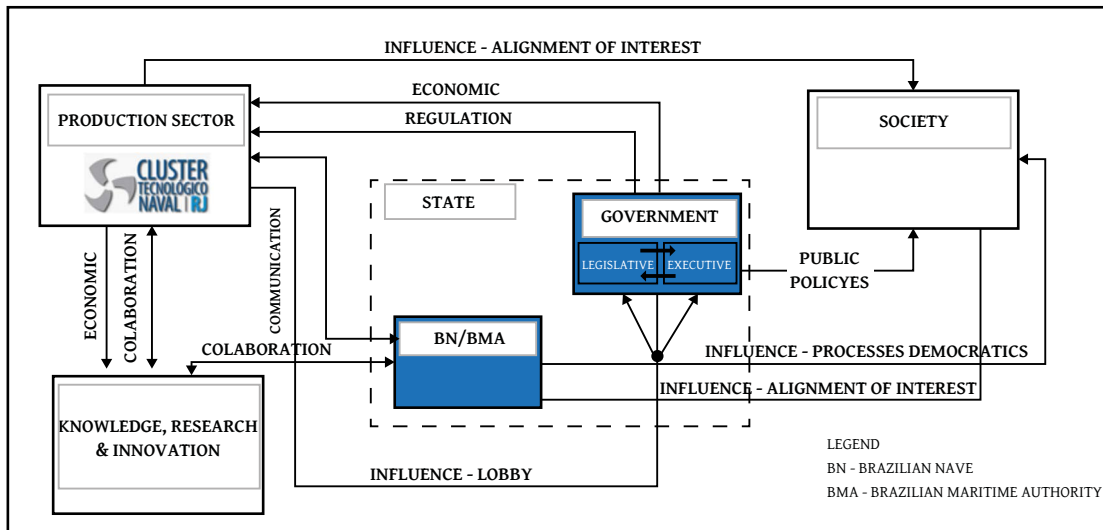 INFLUENCE - ALIGNMENT OF INTEREST
ECONOMIC
REGULATION
PRODUCTION SECTOR
CLUSTER
TECNOLÓGICO
NAVAL | RJ
SOCIETY
STATE
GOVERNMENT
LEGISLATIVE
EXECUTIVE
PUBLIC
POLICYES
ECONOMIC
COLABORATION
COMMUNICATION
BN/BMA
COLABORATION
INFLUENCE - PROCESSES DEMOCRATICS
INFLUENCE - ALIGNMENT OF INTEREST
KNOWLEDGE, RESEARCH
& INNOVATION
INFLUENCE - LOBBY
LEGEND
BN - BRAZILIAN NAVE
BMA - BRAZILIAN MARITIME AUTHORITY